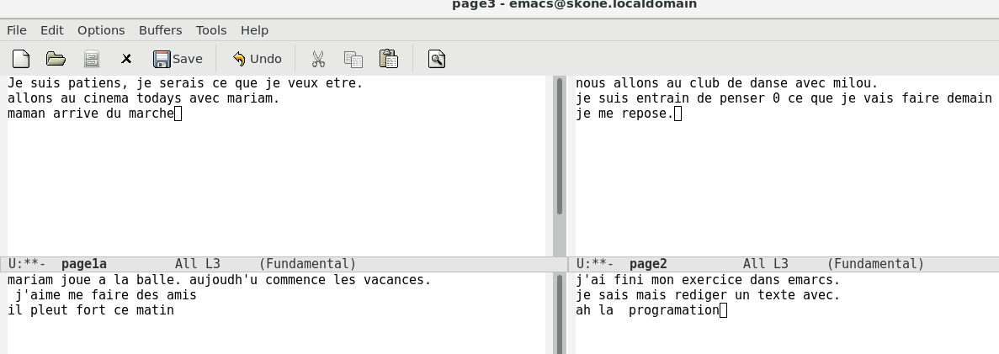 page3 - emacs@skone.localdomain
File Edit Options Buffers Tools Help
Save Undo
Je suis patiens, je serais ce que je veux etre.
allons au cinema todays avec mariam.
maman arrive du marche
U:**- page1a All L3 (Fundamental)
nous allons au club de danse avec milou.
je suis entrain de penser 0 ce que je vais faire demain
je me repose.
U:**- page2 All L3 (Fundamental)
mariam joue a la balle. aujoudh'u commence les vacances.
j'aime me faire des amis
il pleut fort ce matin
j'ai fini mon exercice dans emarcs.
je sais mais rediger un texte avec.
ah la  programation